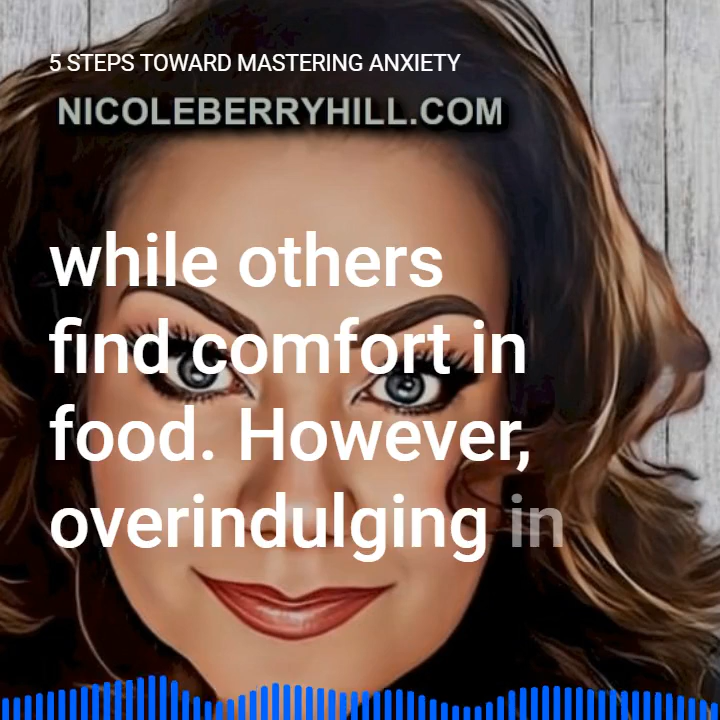 5 STEPS TOWARD MASTERING ANXIETY
NICOLEBERRYHILL.COM
while others
find comfort in
food. However,
overindulging in